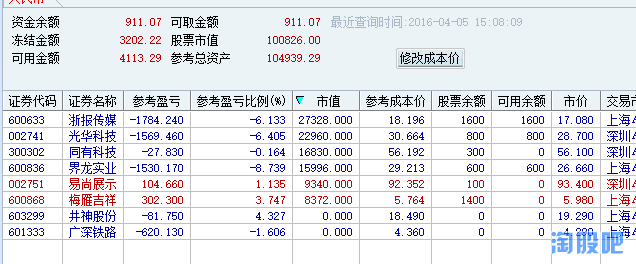 资金余额 911.07 可取金额 911.07 最近查询时间:2016-04-05 15:08:09
冻结金额 3202.22 股票市值 100826.00
可用金额 4113.29 参考总资产 104939.29 修改成本价
证券代码 证券名称 参考盈亏 参考盈亏比例(%) 市值 参考成本价 股票余额 可用余额 市价 交易市
600633 浙报传媒 -1784.240 -6.133 27328.000 18.196 1600 1600 17.080 上海A
002741 光华科技 -1569.460 -6.405 22960.000 30.664 800 800 28.700 深圳A
300302 同有科技 -27.830 -0.164 16830.000 56.192 300 0 56.100 深圳A
600836 界龙实业 -1530.170 -8.739 15996.000 29.213 600 600 26.660 上海A
002751 易尚展示 104.660 1.135 9340.000 92.352 100 0 93.400 深圳A
600868 梅雁吉祥 302.300 3.747 8372.000 5.764 1400 0 5.980 上海A
603299 井神股份 -81.750 4.327 0.000 18.490 0 0 19.290 上海A
601333 广深铁路 -620.130 -1.606 0.000 4.360 0 0 上海A
淘股吧